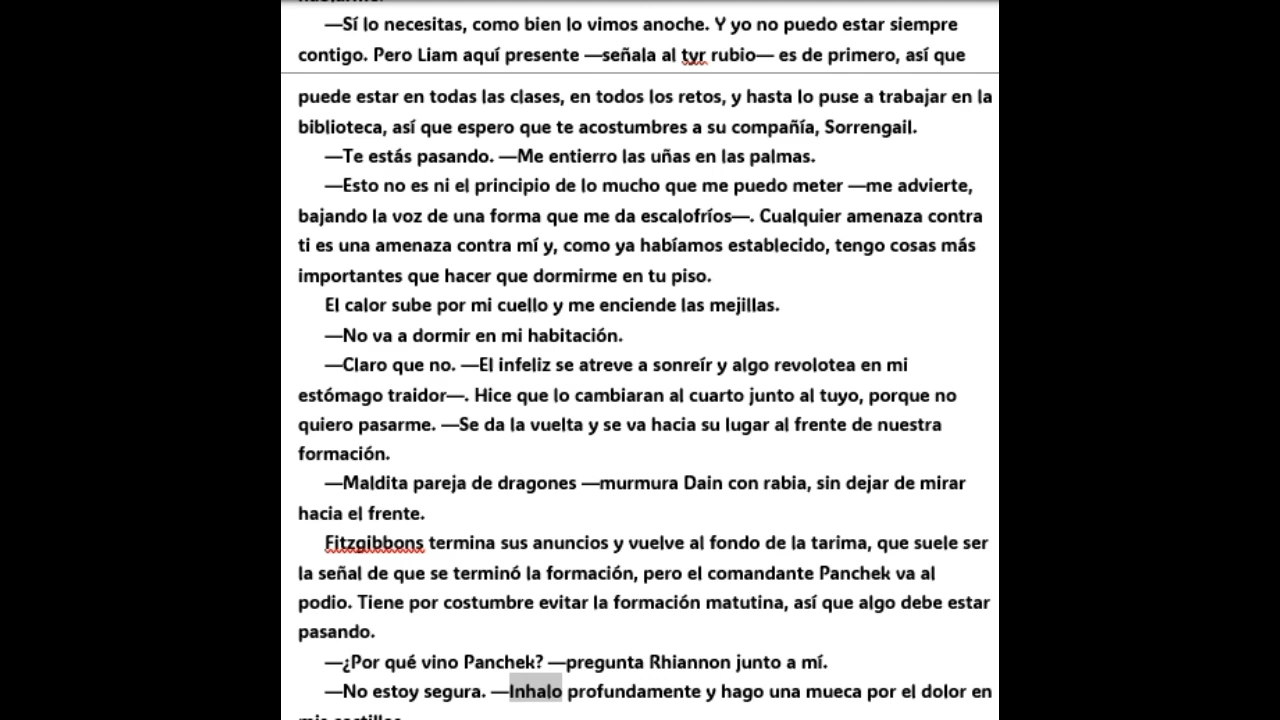 —Sí lo necesitas, como bien lo vimos anoche. Y yo no puedo estar siempre
contigo. Pero Liam aquí presente —señala al tyr rubio— es de primero, así que
puede estar en todas las clases, en todos los retos, y hasta lo puse a trabajar en la
biblioteca, así que espero que te acostumbres a su compañía, Sorrengail.
—Te estás pasando. —Me entierro las uñas en las palmas.
—Esto no es ni el principio de lo mucho que me puedo meter —me advierte,
bajando la voz de una forma que me da escalofríos—. Cualquier amenaza contra
ti es una amenaza contra mí y, como ya habíamos establecido, tengo cosas más
importantes que hacer que dormirme en tu piso.
El calor sube por mi cuello y me enciende las mejillas.
—No va a dormir en mi habitación.
—Claro que no. —El infeliz se atreve a sonreír y algo revolotea en mi
estómago traidor—. Hice que lo cambiaran al cuarto junto al tuyo, porque no
quiero pasarme. —Se da la vuelta y se va hacia su lugar al frente de nuestra
formación.
—Maldita pareja de dragones —murmura Dain con rabia, sin dejar de mirar
hacia el frente.
Fitzgibbons termina sus anuncios y vuelve al fondo de la tarima, que suele ser
la señal de que se terminó la formación, pero el comandante Panchek va al
podio. Tiene por costumbre evitar la formación matutina, así que algo debe estar
pasando.
—¿Por qué vino Panchek? —pregunta Rhiannon junto a mí.
—No estoy segura. —Inhalo profundamente y hago una mueca por el dolor en